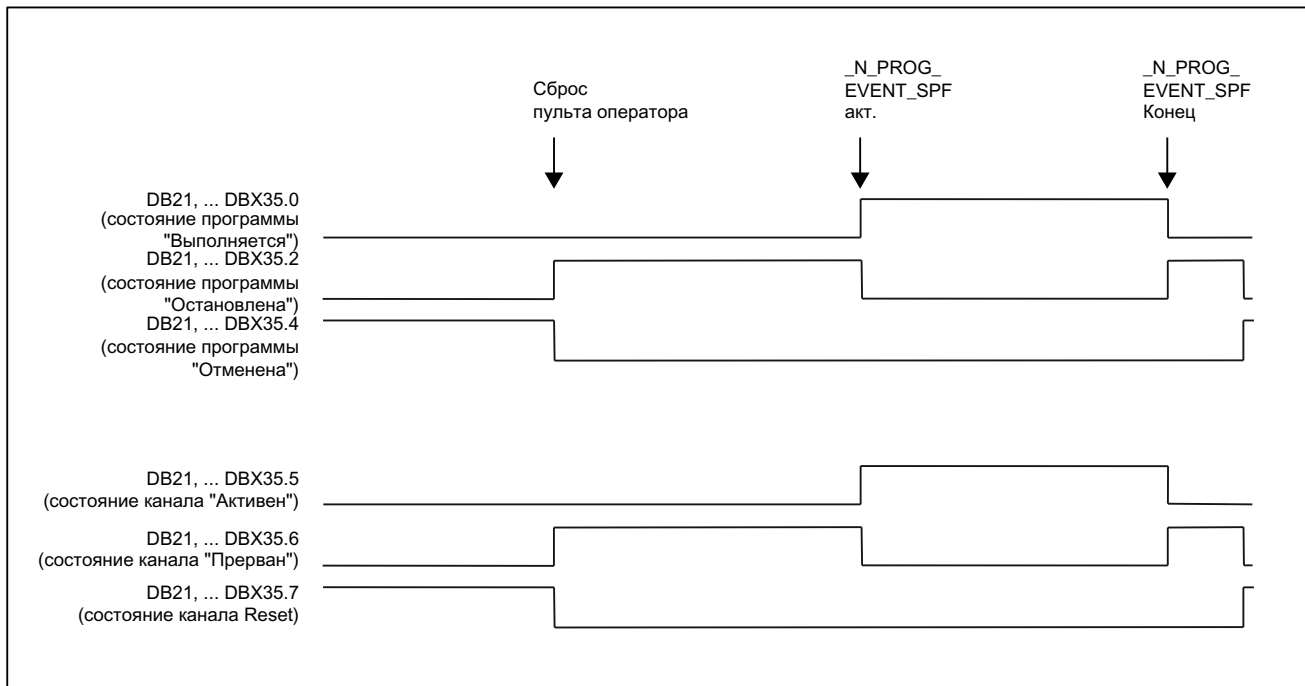 Сброс
пульта оператора
_N_PROG_
EVENT_SPF
акт.
_N_PROG_
EVENT_SPF
Конец
DB21, ... DBX35.0
(состояние программы
"Выполняется")
DB21, ... DBX35.2
(состояние программы
"Остановлена")
DB21, ... DBX35.4
(состояние программы
"Отменена")
DB21, ... DBX35.5
(состояние канала "Активен")
DB21, ... DBX35.6
(состояние канала "Прерван")
DB21, ... DBX35.7
(состояние канала Reset)